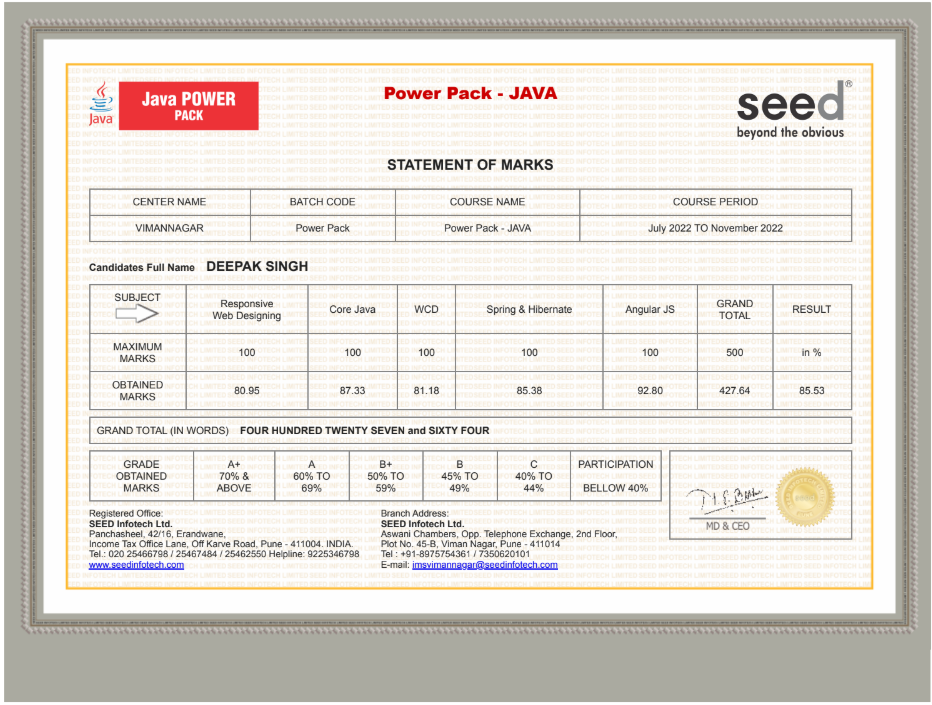 Java
Java POWER
PACK
Power Pack - JAVA
seed®
beyond the obvious
STATEMENT OF MARKS
CENTER NAME BATCH CODE COURSE NAME COURSE PERIOD
VIMANNAGAR Power Pack Power Pack - JAVA July 2022 TO November 2022
Candidates Full Name DEEPAK SINGH
SUBJECT Responsive Web Designing Core Java WCD Spring & Hibernate Angular JS GRAND TOTAL RESULT
MAXIMUM MARKS 100 100 100 100 100 500 in %
OBTAINED MARKS 80.95 87.33 81.18 85.38 92.80 427.64 85.53
GRAND TOTAL (IN WORDS) FOUR HUNDRED TWENTY SEVEN and SIXTY FOUR
GRADE A+ A B+ B C PARTICIPATION
OBTAINED 70% & 60% TO 50% TO 45% TO 40% TO
MARKS ABOVE 69% 59% 49% 44% BELLOW 40%
MD & CEO
Registered Office:
SEED Infotech Ltd.
Panchasheel, 42/16, Erandwane,
Income Tax Office Lane, Off Karve Road, Pune - 411004. INDIA.
Tel.: 020 25466798 / 25467484 / 25462550 Helpline: 9225346798
www.seedinfotech.com
Branch Address:
SEED Infotech Ltd.
Aswani Chambers, Opp. Telephone Exchange, 2nd Floor,
Plot No. 45-B, Viman Nagar, Pune - 411014
Tel : +91-8975754361 / 7350620101
E-mail: imsvimannagar@seedinfotech.com